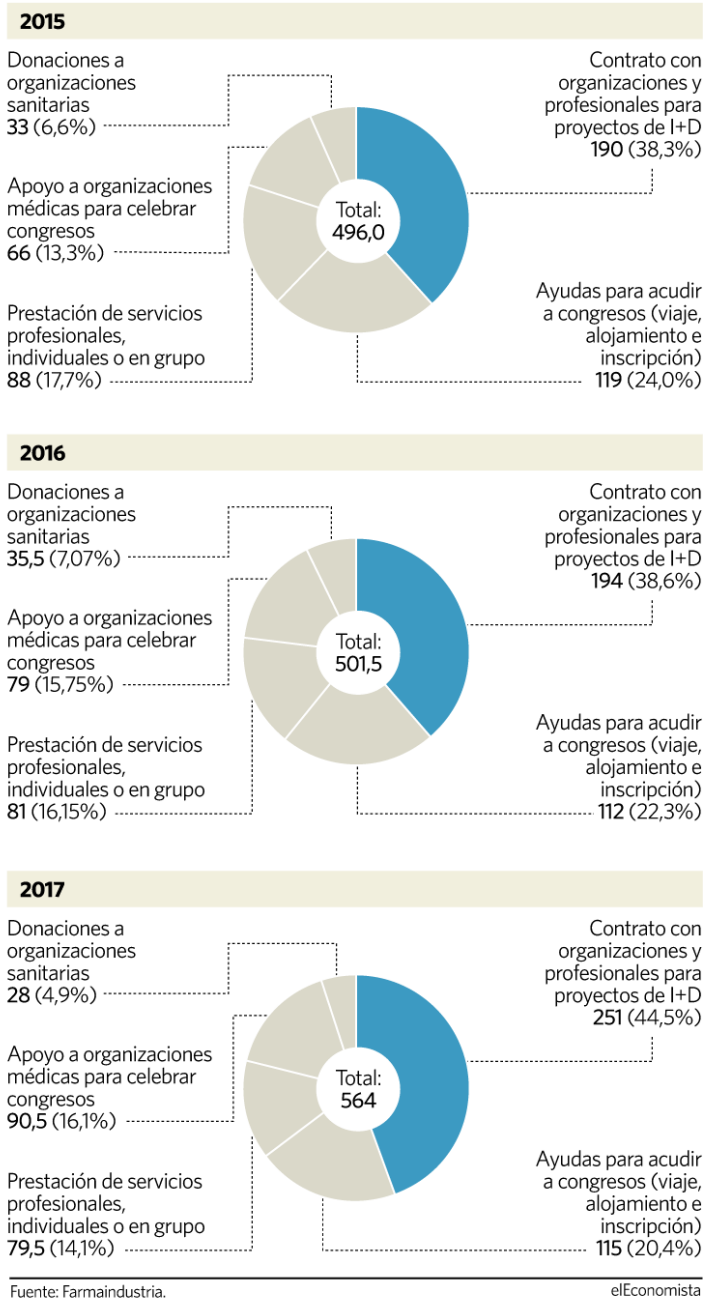 2015
Donaciones a
organizaciones
sanitarias
33 (6,6%)
Apoyo a organizaciones
médicas para celebrar
congresos
66 (13,3%)
Prestación de servicios
profesionales,
individuales o en grupo
88 (17,7%)
Total:
496,0
Contrato con
organizaciones y
profesionales para
proyectos de I+D
190 (38,3%)
Ayudas para acudir
a congresos (viaje,
alojamiento e
inscripción)
119 (24,0%)
2016
Donaciones a
organizaciones
sanitarias
35,5 (7,07%)
Apoyo a organizaciones
médicas para celebrar
congresos
79 (15,75%)
Prestación de servicios
profesionales,
individuales o en grupo
81 (16,15%)
Total:
501,5
Contrato con
organizaciones y
profesionales para
proyectos de I+D
194 (38,6%)
Ayudas para acudir
a congresos (viaje,
alojamiento e
inscripción)
112 (22,3%)
2017
Donaciones a
organizaciones
sanitarias
28 (4,9%)
Apoyo a organizaciones
médicas para celebrar
congresos
90,5 (16,1%)
Prestación de servicios
profesionales,
individuales o en grupo
79,5 (14,1%)
Total:
564
Contrato con
organizaciones y
profesionales para
proyectos de I+D
251 (44,5%)
Ayudas para acudir
a congresos (viaje,
alojamiento e
inscripción)
115 (20,4%)
Fuente: Farmaindustria.
elEconomista